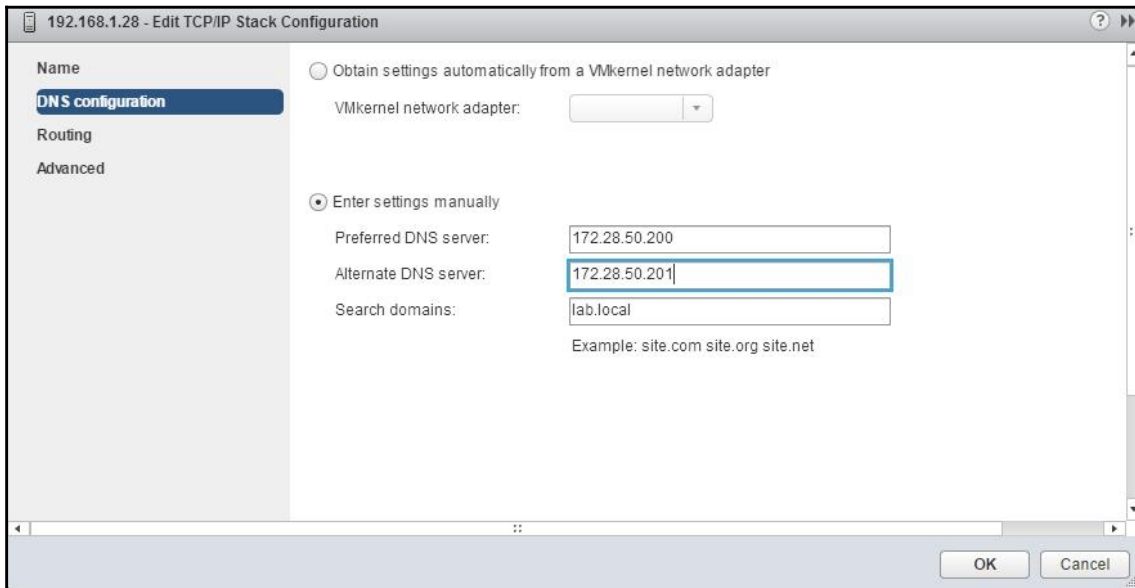 192.168.1.28 - Edit TCP/IP Stack Configuration
?
Name
DNS configuration
Routing
Advanced
Obtain settings automatically from a VMkernel network adapter
VMkernel network adapter:
Enter settings manually
Preferred DNS server: 172.28.50.200
Alternate DNS server: 172.28.50.201
Search domains: lab.local
Example: site.com site.org site.net
OK Cancel